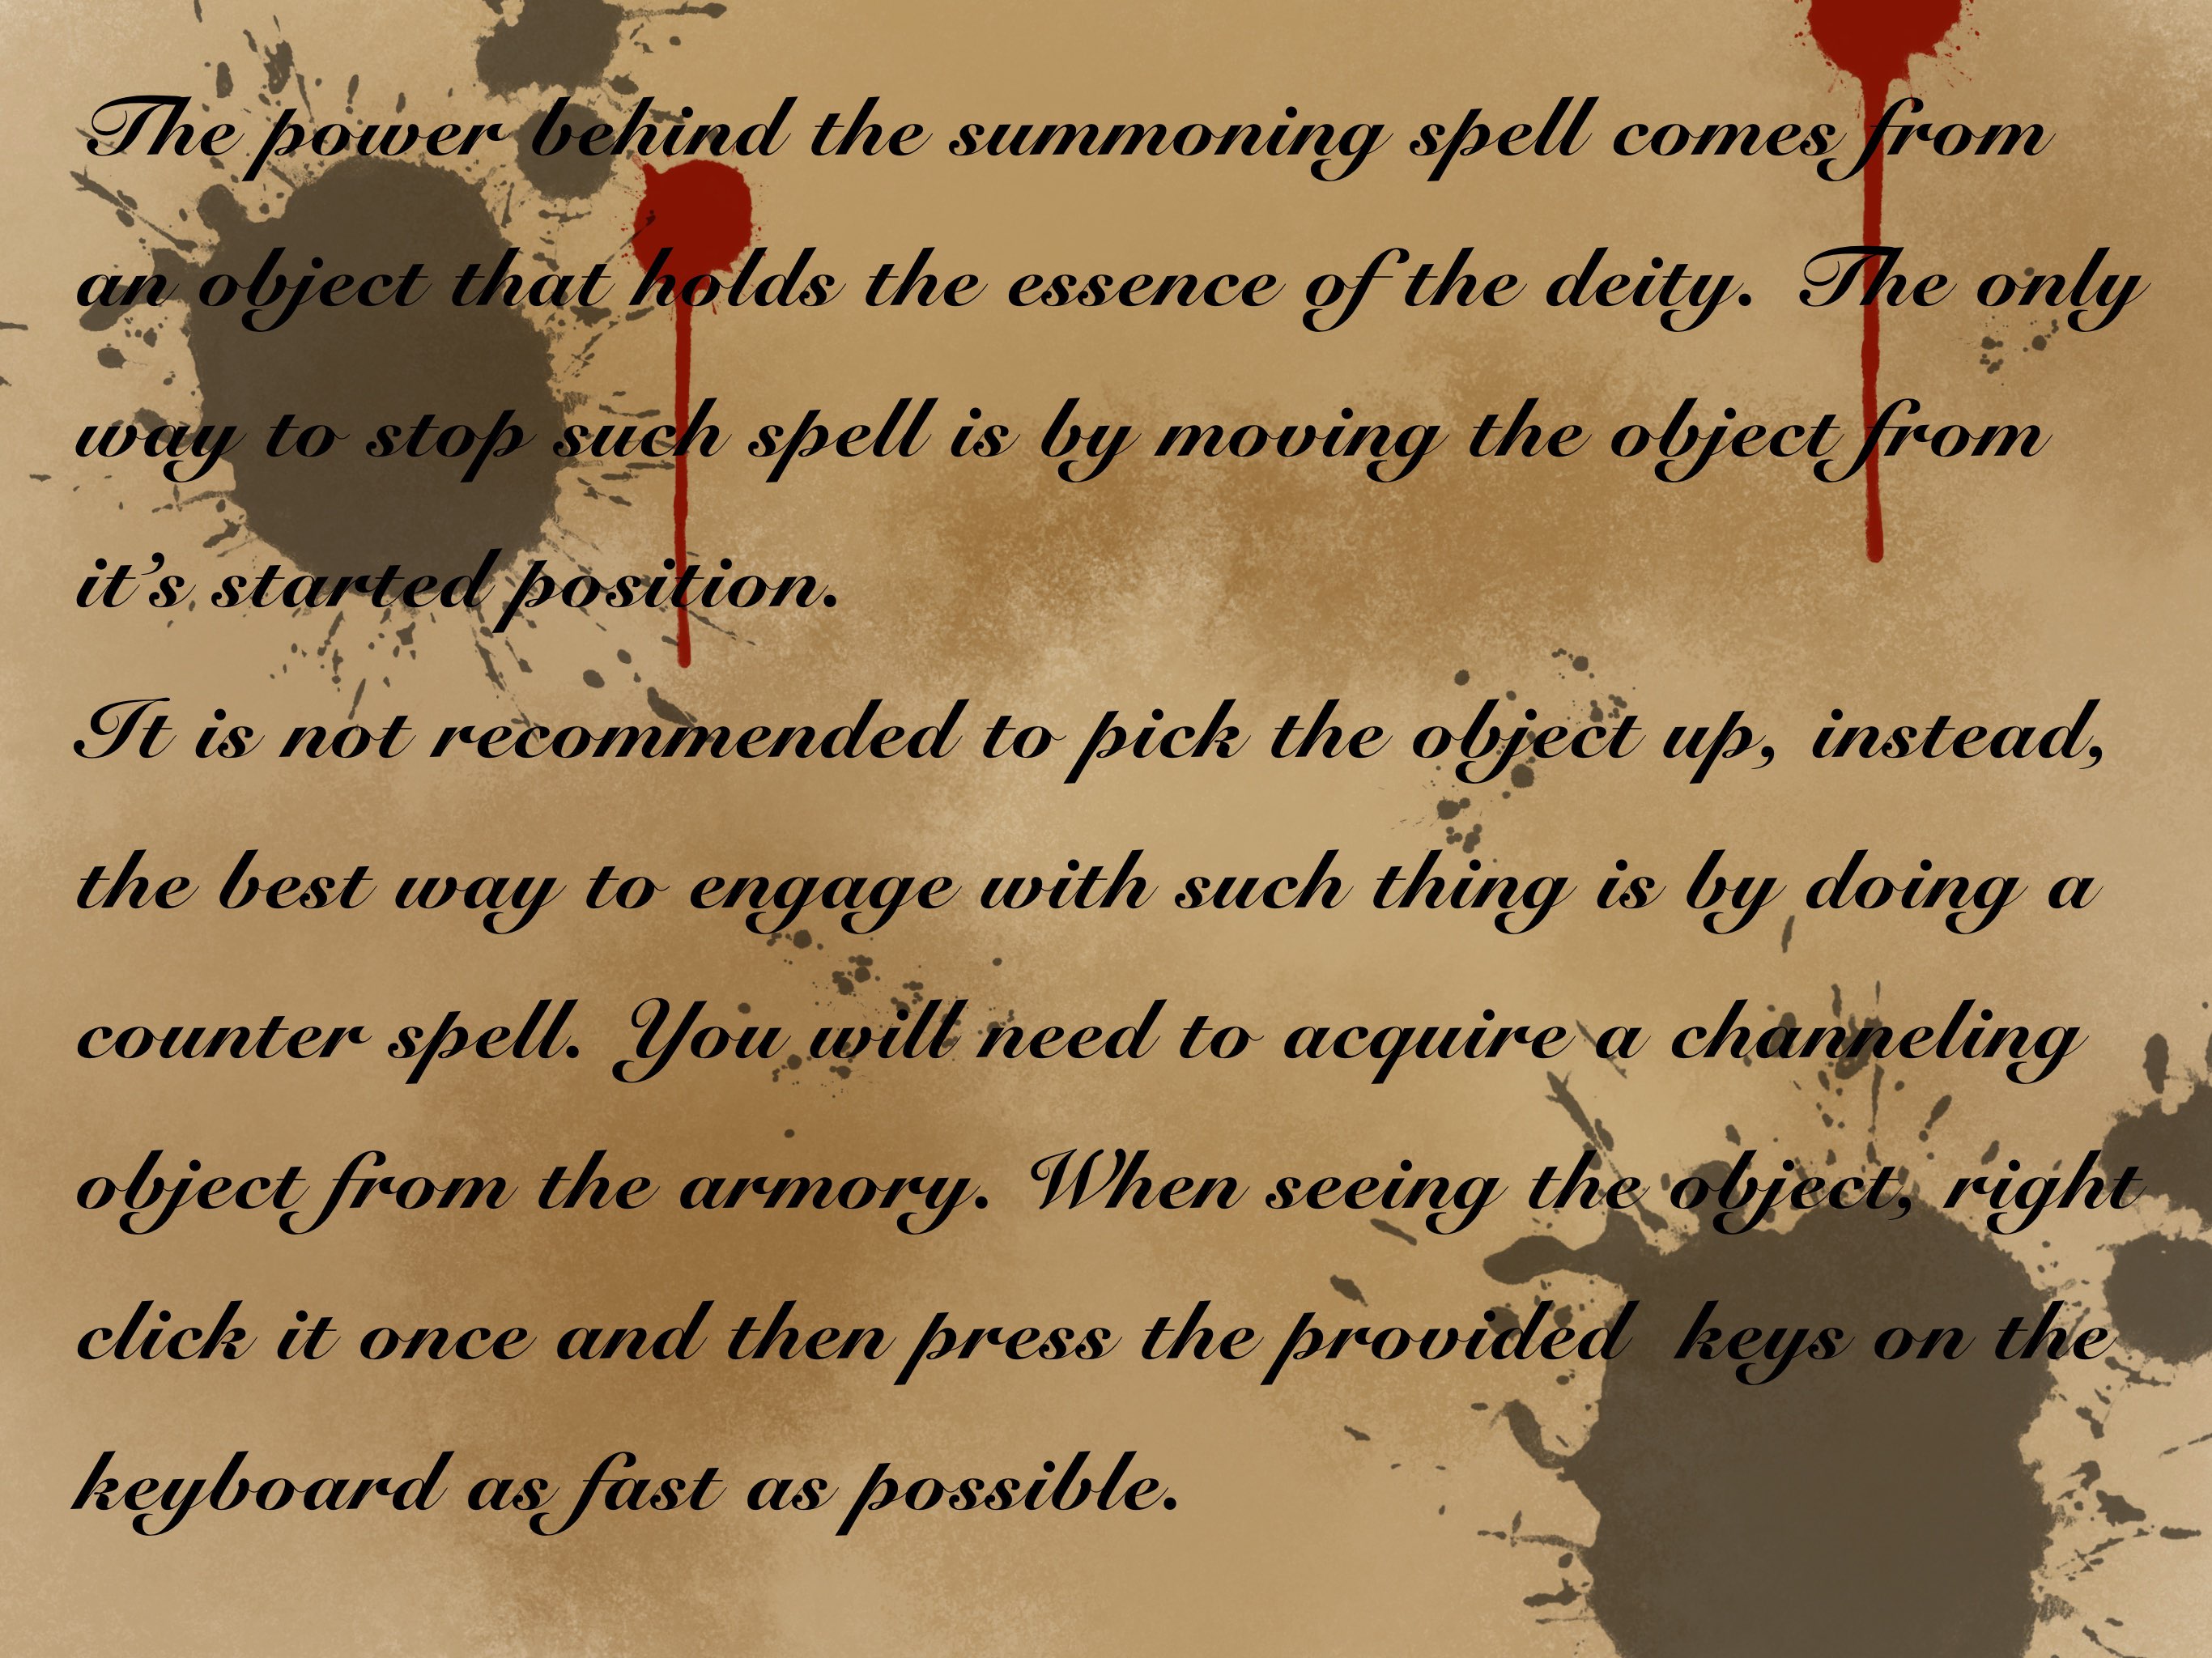 The power behind the summoning spell comes from
an object that holds the essence of the deity. The only
way to stop such spell is by moving the object from
it's started position.
It is not recommended to pick the object up, instead,
the best way to engage with such thing is by doing a
counter spell. You will need to acquire a channeling
object from the armory. When seeing the object, right
click it once and then press the provided keys on the
keyboard as fast as possible.